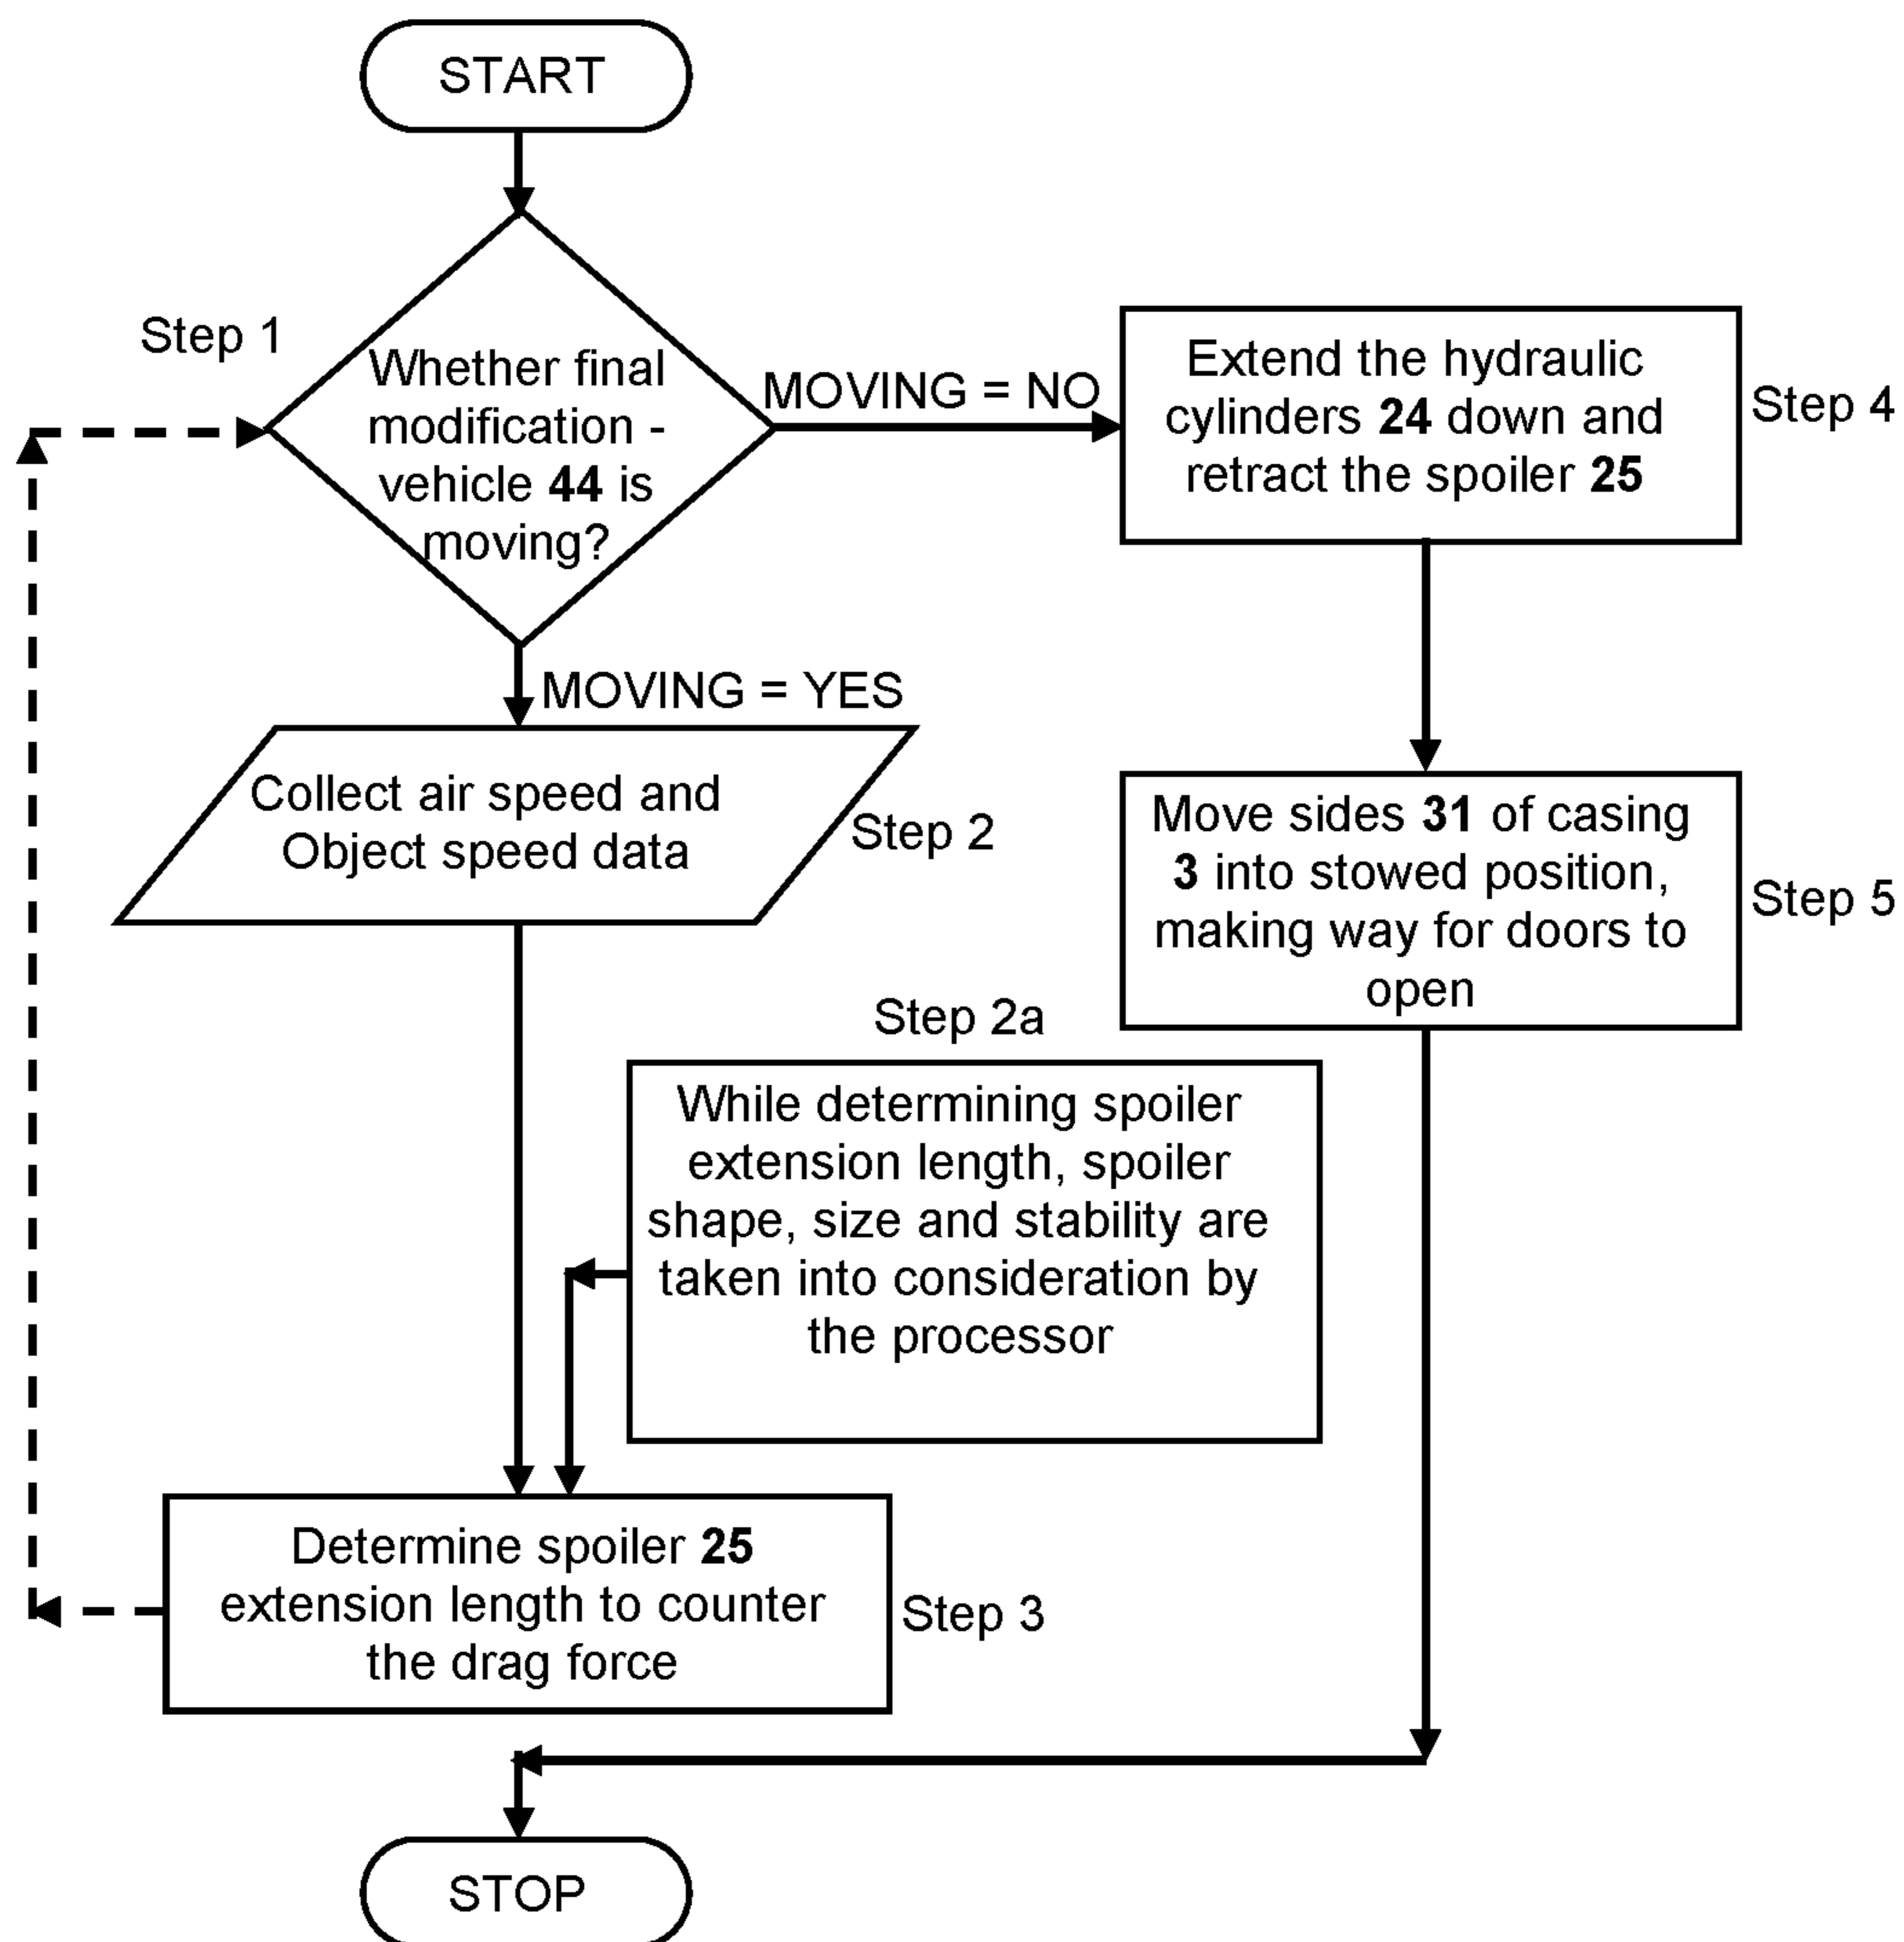 START
Step 1
Whether final
modification -
vehicle 44 is
moving?
MOVING = NO
Extend the hydraulic
cylinders 24 down and
retract the spoiler 25
Step 4
MOVING = YES
Collect air speed and
Object speed data
Step 2
Move sides 31 of casing
3 into stowed position,
making way for doors to
open
Step 5
Step 2a
While determining spoiler
extension length, spoiler
shape, size and stability are
taken into consideration by
the processor
Determine spoiler 25
extension length to counter
the drag force
Step 3
STOP